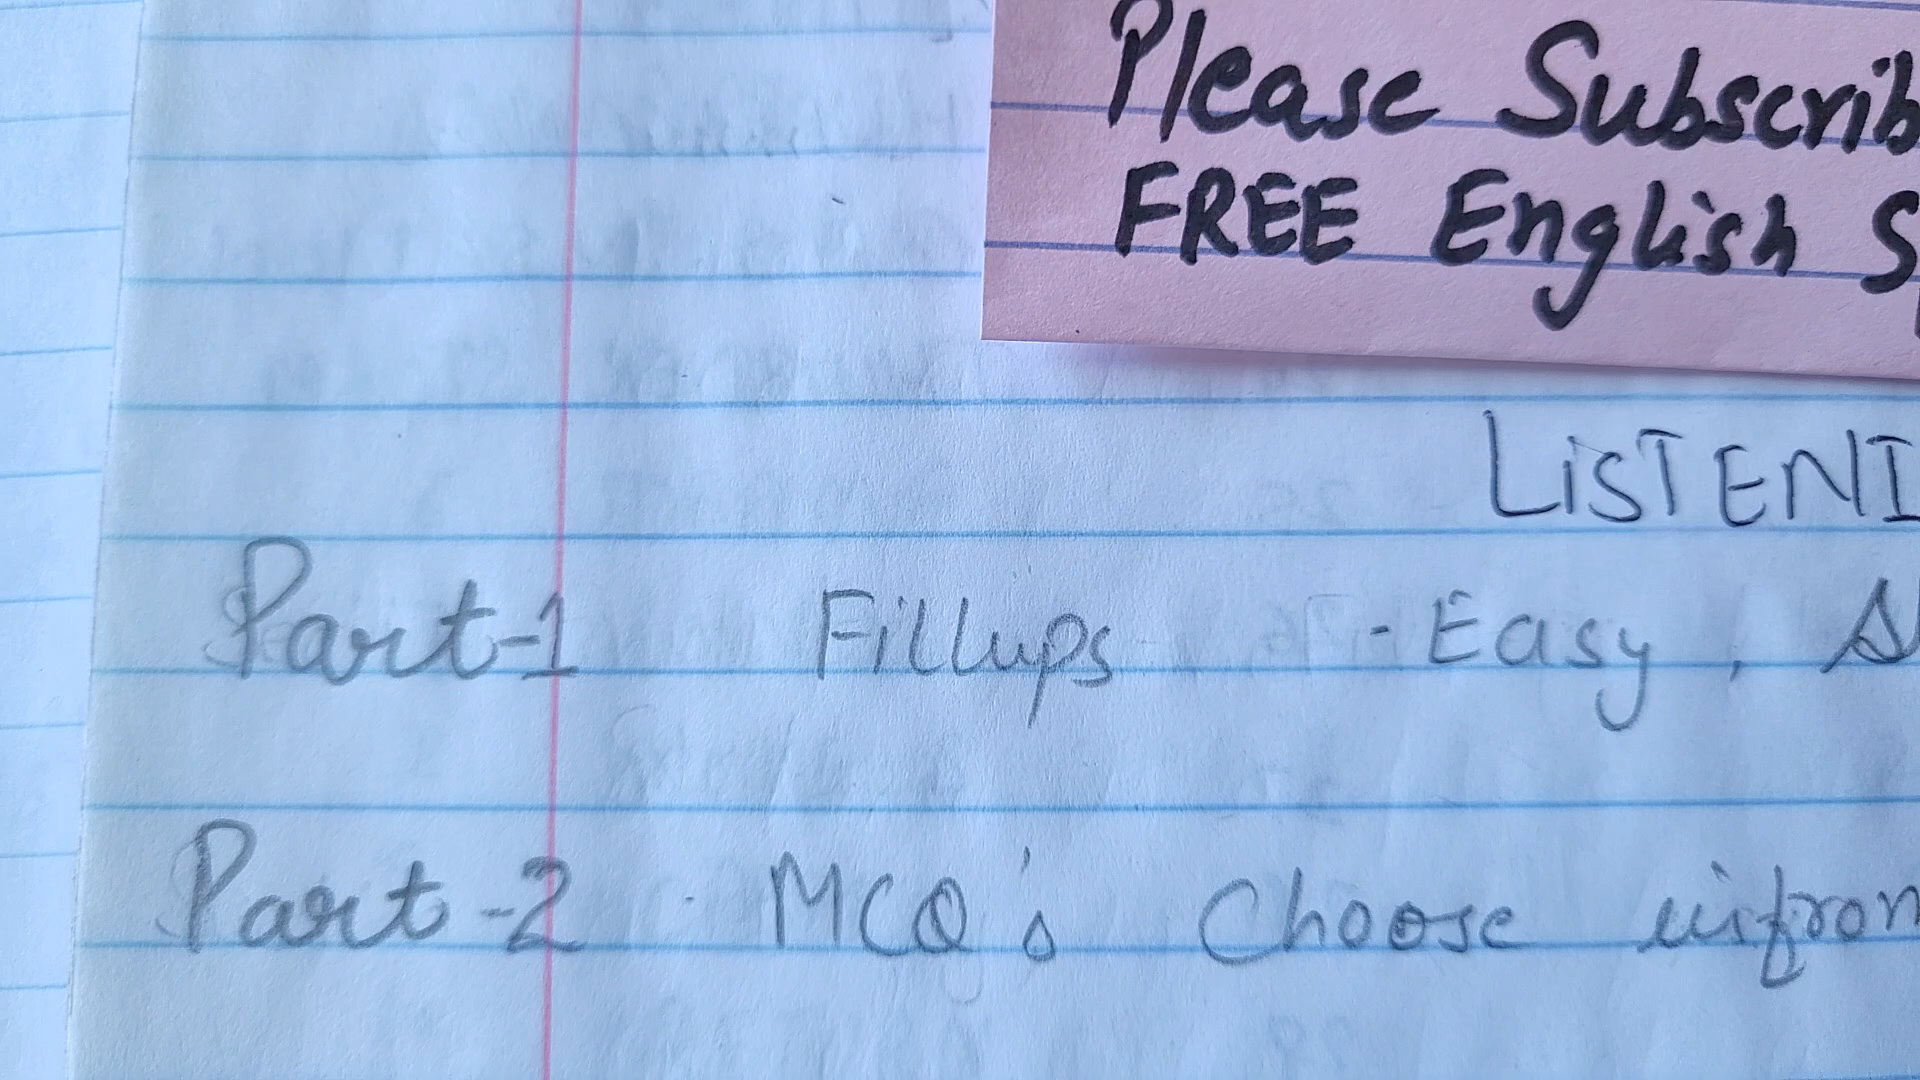 Please Subscrib
FREE English S
LiSTENI
Part-1 Fillups - Easy,
Part-2 MCQ's Choose